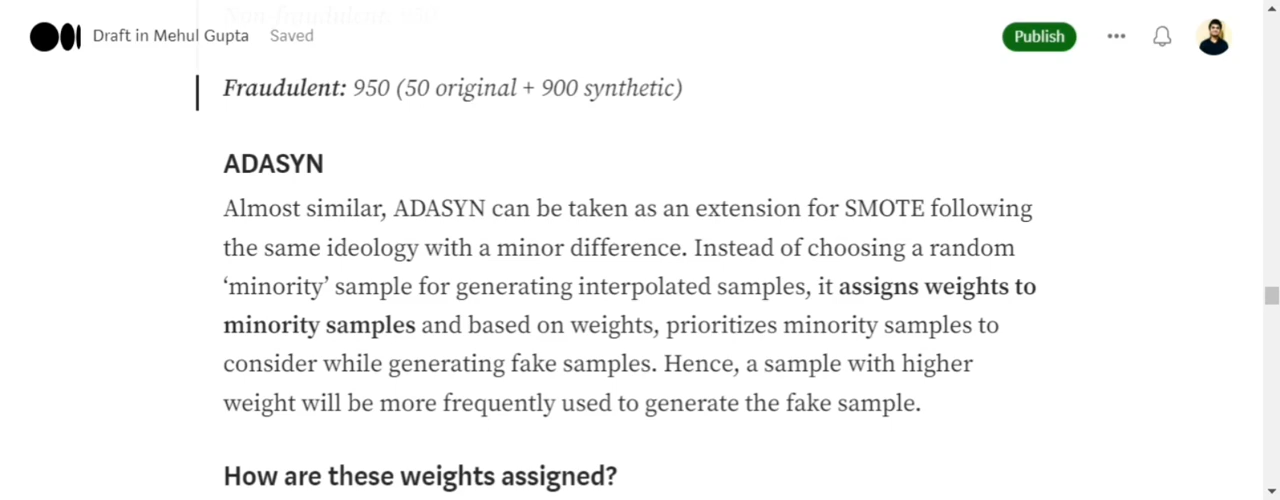 Non fraudulent: 950
Draft in Mehul Gupta Saved Publish
Fraudulent: 950 (50 original + 900 synthetic)
ADASYN
Almost similar, ADASYN can be taken as an extension for SMOTE following
the same ideology with a minor difference. Instead of choosing a random
‘minority’ sample for generating interpolated samples, it assigns weights to
minority samples and based on weights, prioritizes minority samples to
consider while generating fake samples. Hence, a sample with higher
weight will be more frequently used to generate the fake sample.
How are these weights assigned?